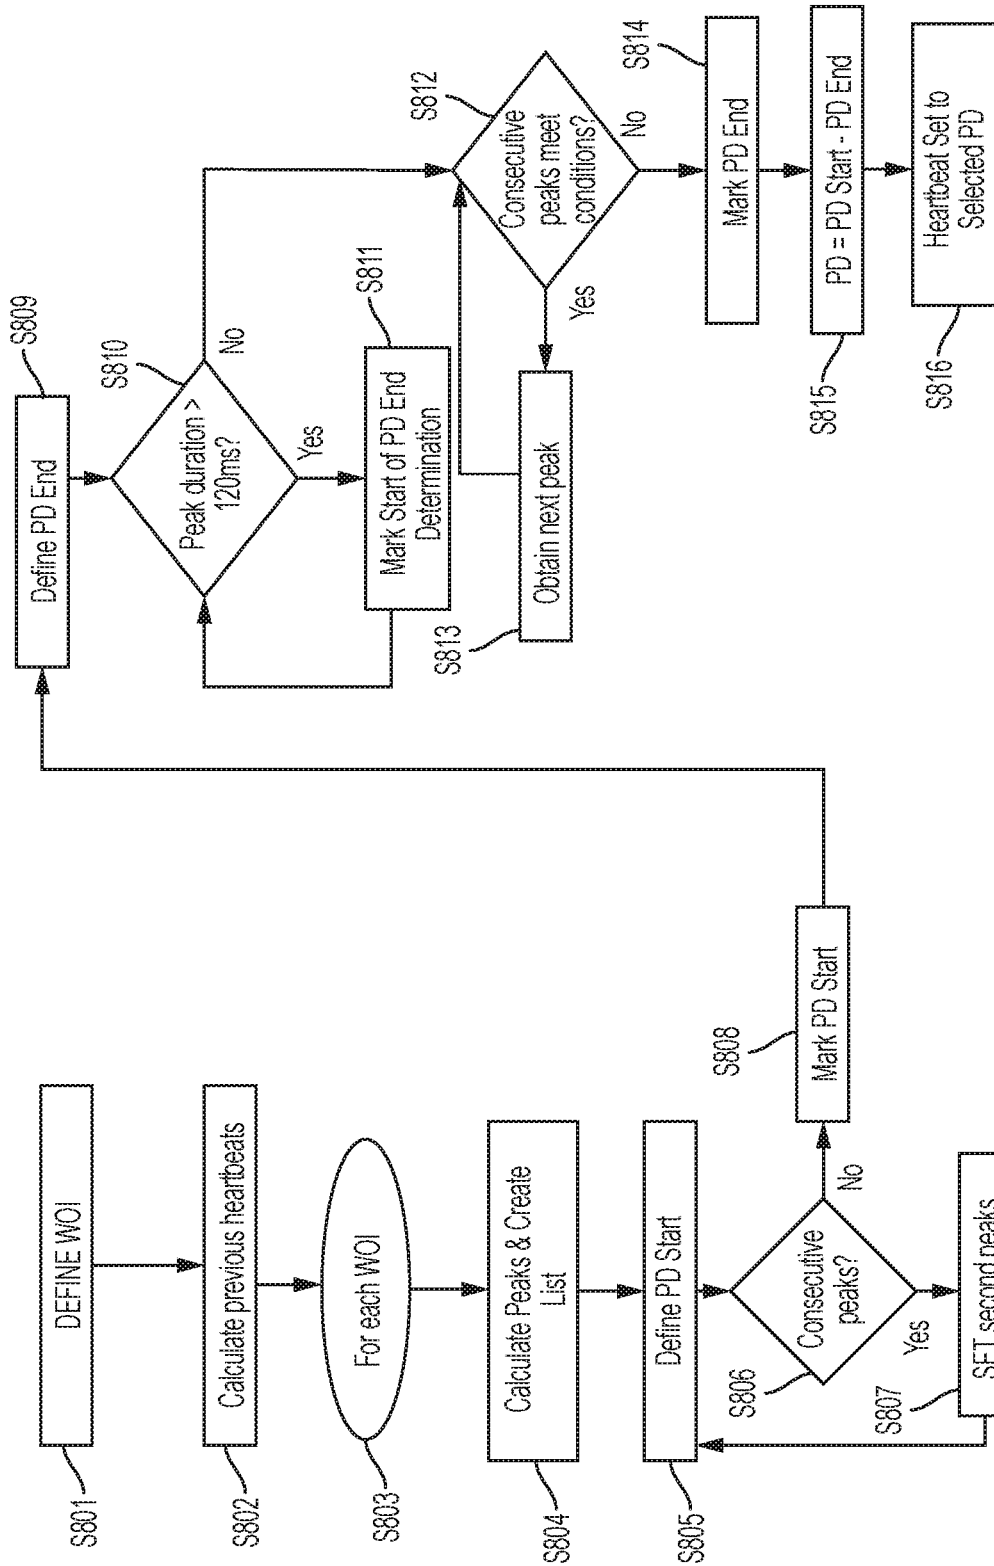 S801
DEFINE WOI
S802
Calculate previous heartbeats
S803
For each WOI
S804
Calculate Peaks & Create
List
S805
Define PD Start
S806
Consecutive
peaks?
No
Yes
S807
SET second peaks
S808
Mark PD Start
S809
Define PD End
S810
Peak duration >
120ms?
No
Yes
S811
Mark Start of PD End
Determination
S812
Consecutive
peaks meet
conditions?
No
Yes
S813
Obtain next peak
S814
Mark PD End
S815
PD = PD Start - PD End
S816
Heartbeat Set to
Selected PD